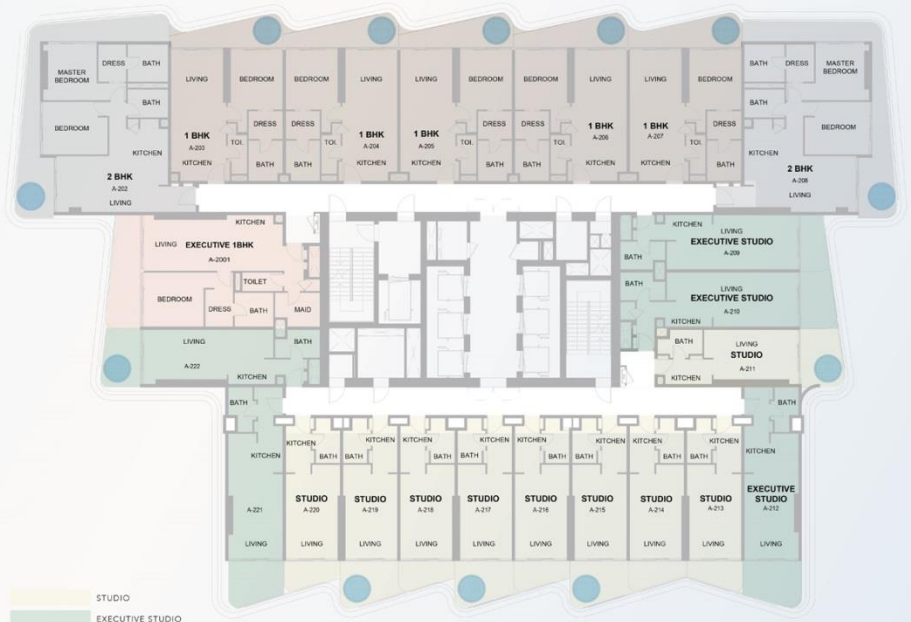 MASTER BEDROOM
DRESS
BATH
BATH
BEDROOM
KITCHEN
2 BHK
A-202
LIVING
LIVING
BEDROOM
1 BHK
A-203
TOI.
DRESS
KITCHEN
BATH
BEDROOM
LIVING
DRESS
TOI.
1 BHK
A-204
BATH
KITCHEN
LIVING
BEDROOM
1 BHK
A-205
TOI.
DRESS
KITCHEN
BATH
BEDROOM
LIVING
DRESS
TOI.
1 BHK
A-206
BATH
KITCHEN
LIVING
BEDROOM
1 BHK
A-207
TOI.
DRESS
KITCHEN
BATH
BATH
DRESS
MASTER BEDROOM
BATH
BEDROOM
KITCHEN
2 BHK
A-208
LIVING
KITCHEN
LIVING
EXECUTIVE 1BHK
A-2001
TOILET
BEDROOM
DRESS
BATH
MAID
KITCHEN
LIVING
EXECUTIVE STUDIO
A-209
BATH
BATH
LIVING
EXECUTIVE STUDIO
A-210
KITCHEN
LIVING
BATH
A-222
KITCHEN
BATH
LIVING
STUDIO
A-211
KITCHEN
BATH
KITCHEN
A-221
LIVING
KITCHEN
BATH
STUDIO
A-220
LIVING
KITCHEN
BATH
STUDIO
A-219
LIVING
KITCHEN
BATH
STUDIO
A-218
LIVING
KITCHEN
BATH
STUDIO
A-217
LIVING
KITCHEN
BATH
STUDIO
A-216
LIVING
KITCHEN
BATH
STUDIO
A-215
LIVING
KITCHEN
BATH
STUDIO
A-214
LIVING
KITCHEN
BATH
STUDIO
A-213
LIVING
BATH
KITCHEN
EXECUTIVE STUDIO
A-212
LIVING
STUDIO
EXECUTIVE STUDIO